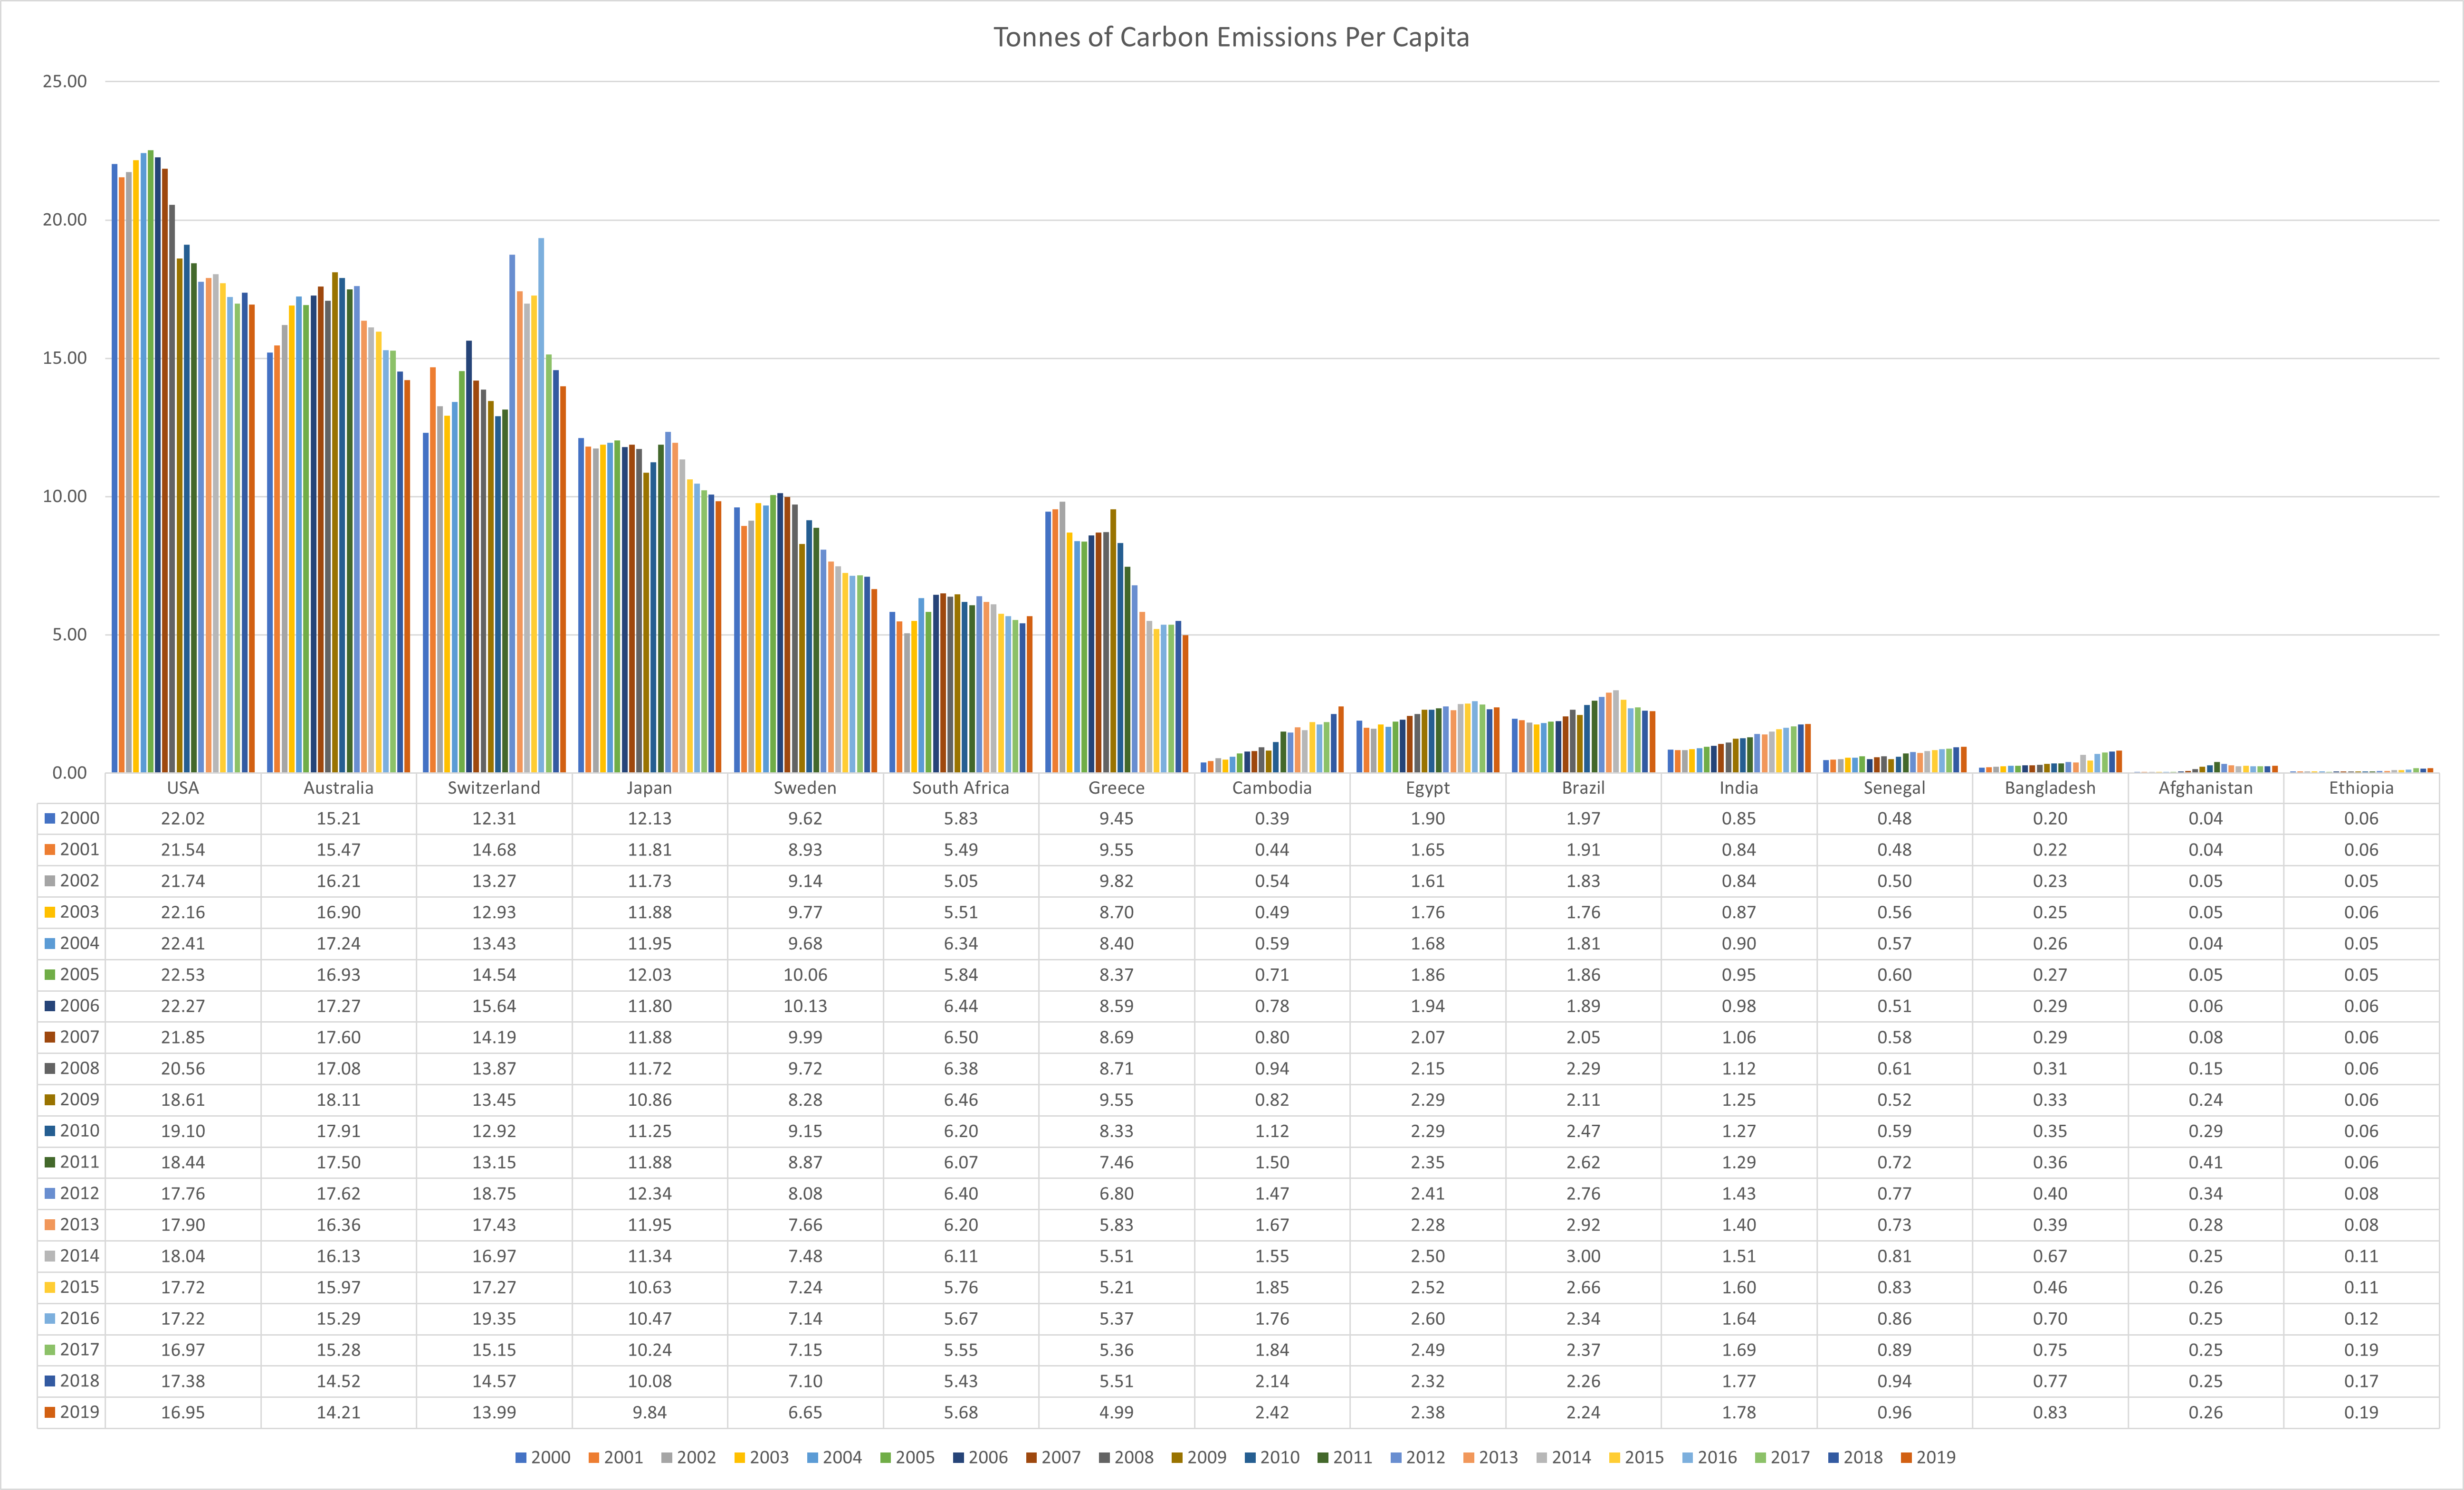 Tonnes of Carbon Emissions Per Capita
25.00
20.00
15.00
10.00
5.00
0.00
USA Australia Switzerland Japan Sweden South Africa Greece Cambodia Egypt Brazil India Senegal Bangladesh Afghanistan Ethiopia
2000 22.02 15.21 12.31 12.13 9.62 5.83 9.45 0.39 1.90 1.97 0.85 0.48 0.20 0.04 0.06
2001 21.54 15.47 14.68 11.81 8.93 5.49 9.55 0.44 1.65 1.91 0.84 0.48 0.22 0.04 0.06
2002 21.74 16.21 13.27 11.73 9.14 5.05 9.82 0.54 1.61 1.83 0.84 0.50 0.23 0.05 0.05
2003 22.16 16.90 12.93 11.88 9.77 5.51 8.70 0.49 1.76 1.76 0.87 0.56 0.25 0.05 0.06
2004 22.41 17.24 13.43 11.95 9.68 6.34 8.40 0.59 1.68 1.81 0.90 0.57 0.26 0.04 0.05
2005 22.53 16.93 14.54 12.03 10.06 5.84 8.37 0.71 1.86 1.86 0.95 0.60 0.27 0.05 0.05
2006 22.27 17.27 15.64 11.80 10.13 6.44 8.59 0.78 1.94 1.89 0.98 0.51 0.29 0.06 0.06
2007 21.85 17.60 14.19 11.88 9.99 6.50 8.69 0.80 2.07 2.05 1.06 0.58 0.29 0.08 0.06
2008 20.56 17.08 13.87 11.72 9.72 6.38 8.71 0.94 2.15 2.29 1.12 0.61 0.31 0.15 0.06
2009 18.61 18.11 13.45 10.86 8.28 6.46 9.55 0.82 2.29 2.11 1.25 0.52 0.33 0.24 0.06
2010 19.10 17.91 12.92 11.25 9.15 6.20 8.33 1.12 2.29 2.47 1.27 0.59 0.35 0.29 0.06
2011 18.44 17.50 13.15 11.88 8.87 6.07 7.46 1.50 2.35 2.62 1.29 0.72 0.36 0.41 0.06
2012 17.76 17.62 18.75 12.34 8.08 6.40 6.80 1.47 2.41 2.76 1.43 0.77 0.40 0.34 0.08
2013 17.90 16.36 17.43 11.95 7.66 6.20 5.83 1.67 2.28 2.92 1.40 0.73 0.39 0.28 0.08
2014 18.04 16.13 16.97 11.34 7.48 6.11 5.51 1.55 2.50 3.00 1.51 0.81 0.67 0.25 0.11
2015 17.72 15.97 17.27 10.63 7.24 5.76 5.21 1.85 2.52 2.66 1.60 0.83 0.46 0.26 0.11
2016 17.22 15.29 19.35 10.47 7.14 5.67 5.37 1.76 2.60 2.34 1.64 0.86 0.70 0.25 0.12
2017 16.97 15.28 15.15 10.24 7.15 5.55 5.36 1.84 2.49 2.37 1.69 0.89 0.75 0.25 0.19
2018 17.38 14.52 14.57 10.08 7.10 5.43 5.51 2.14 2.32 2.26 1.77 0.94 0.77 0.25 0.17
2019 16.95 14.21 13.99 9.84 6.65 5.68 4.99 2.42 2.38 2.24 1.78 0.96 0.83 0.26 0.19
2000 2001 2002 2003 2004 2005 2006 2007 2008 2009 2010 2011 2012 2013 2014 2015 2016 2017 2018 2019